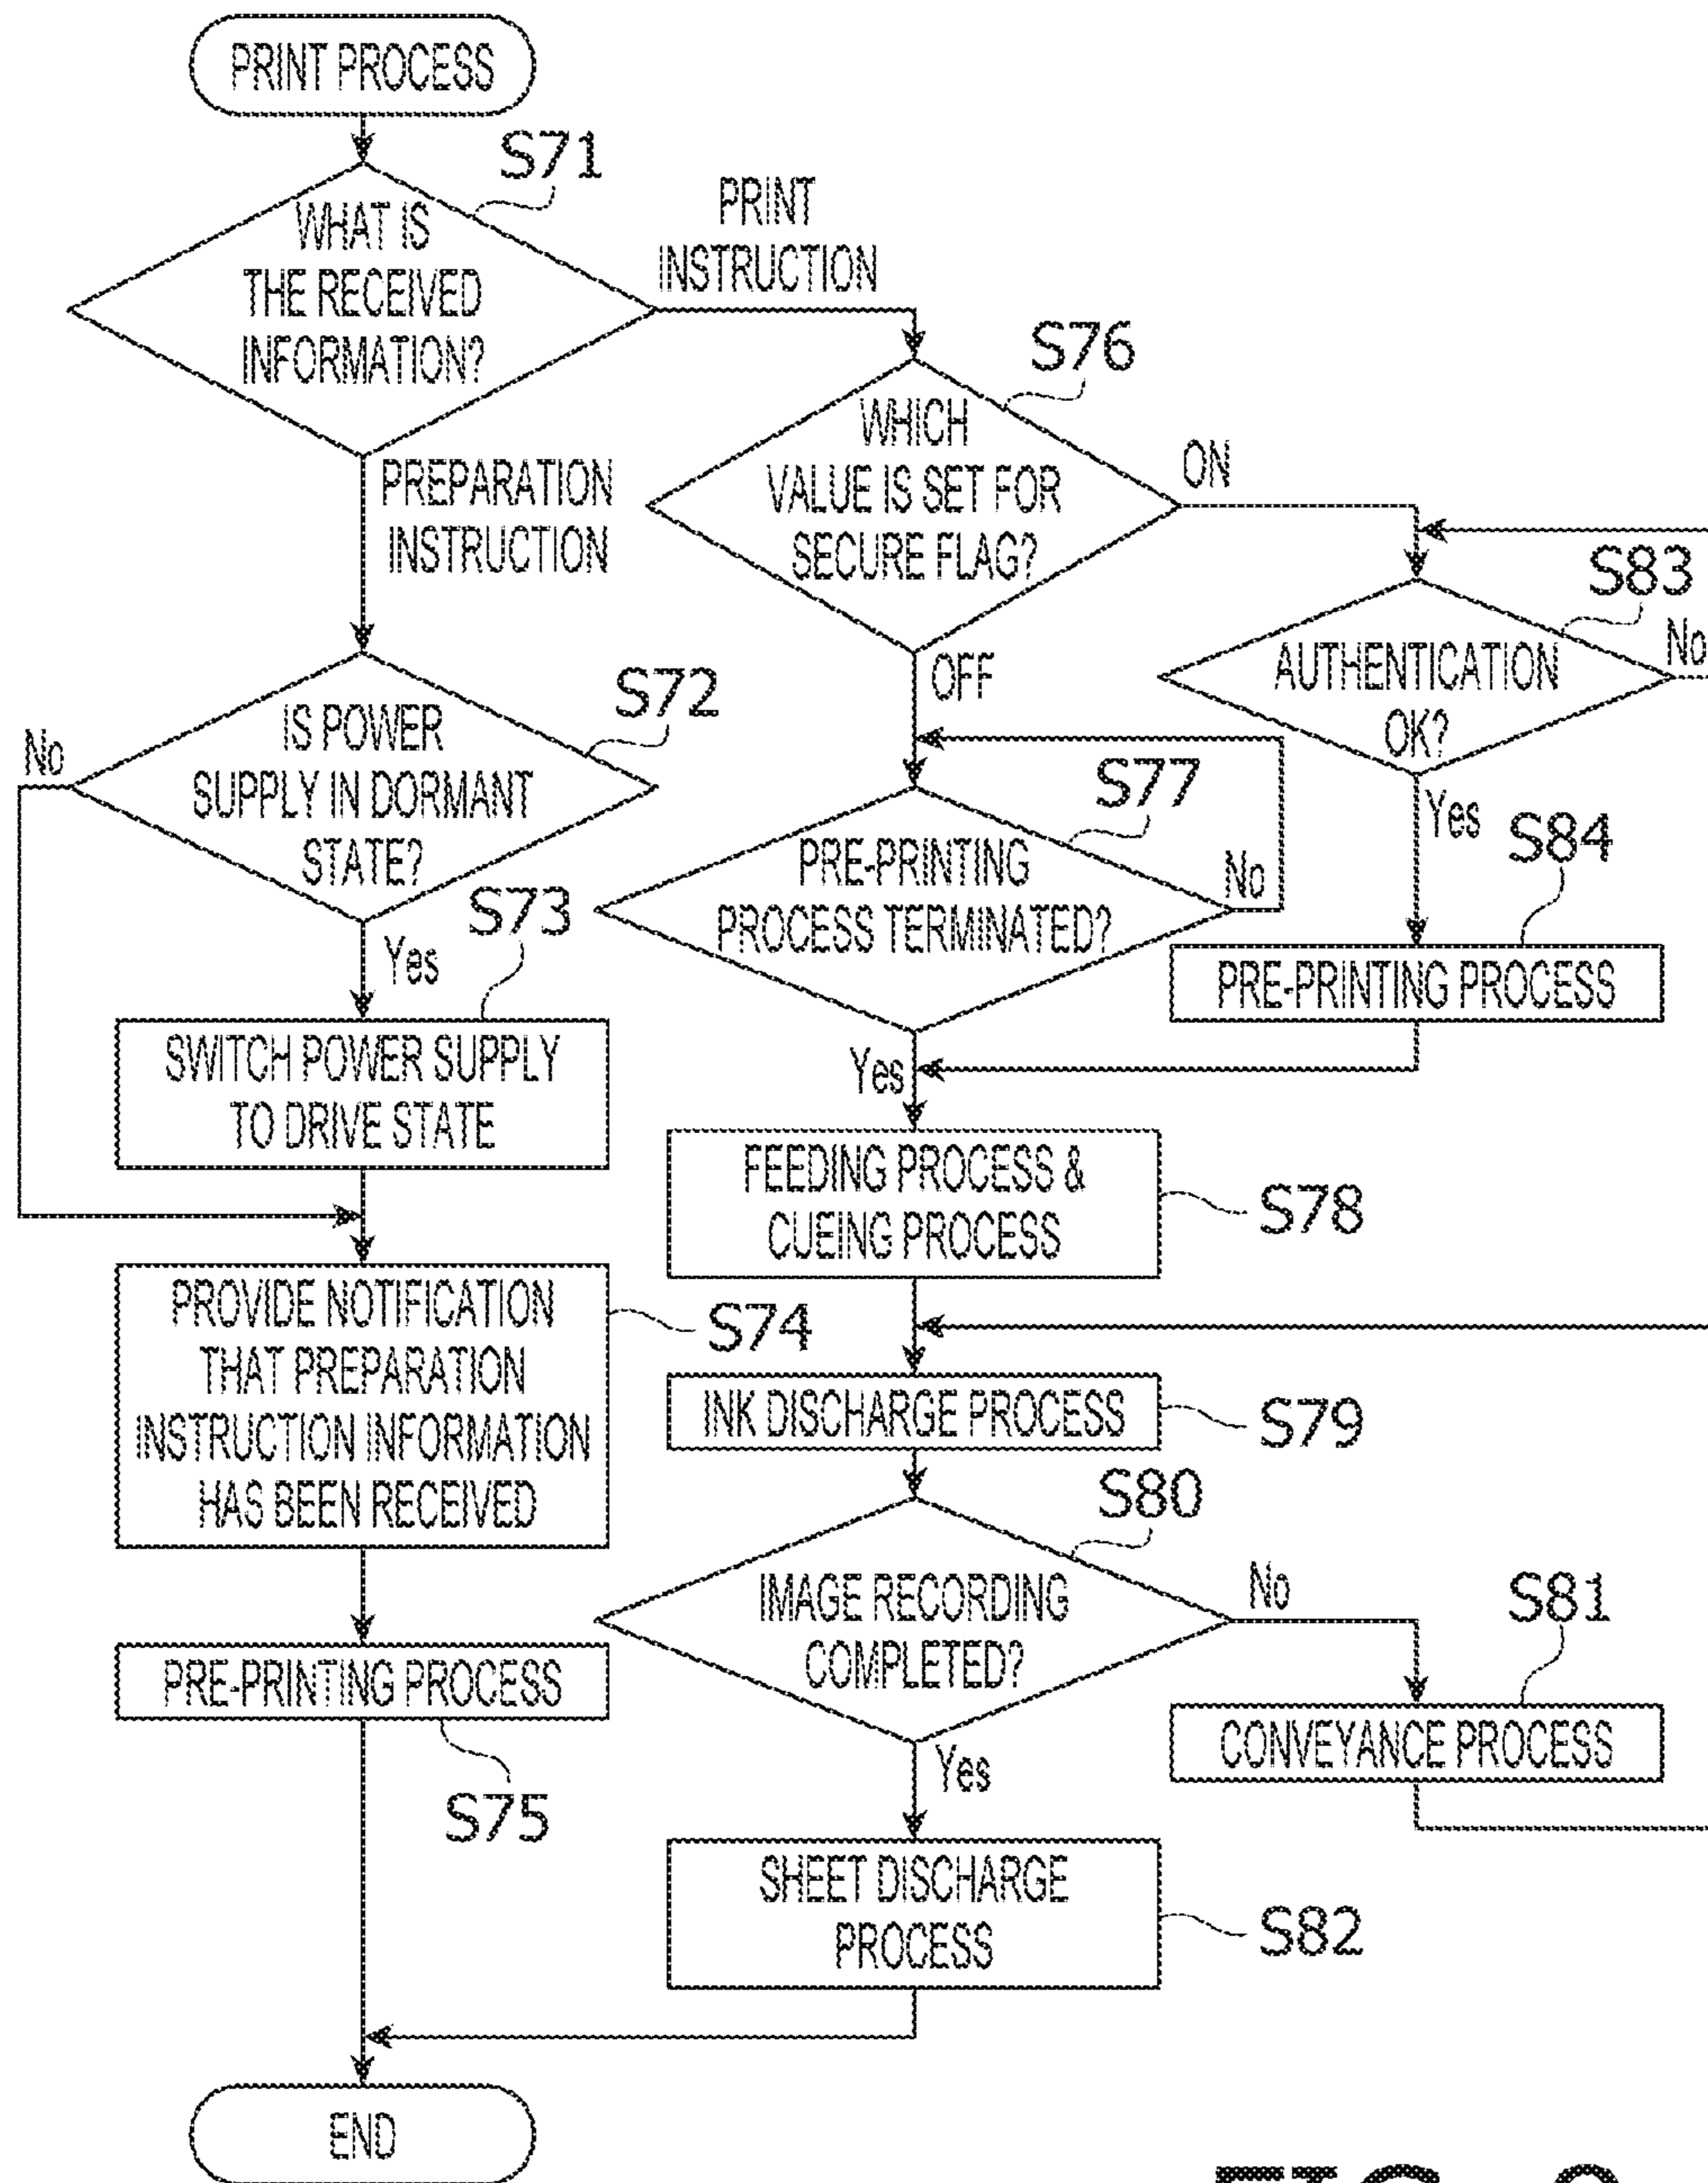 PRINT PROCESS
S71
WHAT IS
THE RECEIVED
INFORMATION?
PRINT
INSTRUCTION
PREPARATION
INSTRUCTION
S76
WHICH
VALUE IS SET FOR
SECURE FLAG?
ON
OFF
S83
AUTHENTICATION
OK?
No
Yes
S72
IS POWER
SUPPLY IN DORMANT
STATE?
No
Yes
S77
PRE-PRINTING
PROCESS TERMINATED?
No
Yes
S84
PRE-PRINTING PROCESS
S73
SWITCH POWER SUPPLY
TO DRIVE STATE
FEEDING PROCESS &
CUEING PROCESS
S78
PROVIDE NOTIFICATION
THAT PREPARATION
INSTRUCTION INFORMATION
HAS BEEN RECEIVED
S74
INK DISCHARGE PROCESS
S79
S80
IMAGE RECORDING
COMPLETED?
No
Yes
S81
CONVEYANCE PROCESS
PRE-PRINTING PROCESS
S75
SHEET DISCHARGE
PROCESS
S82
END